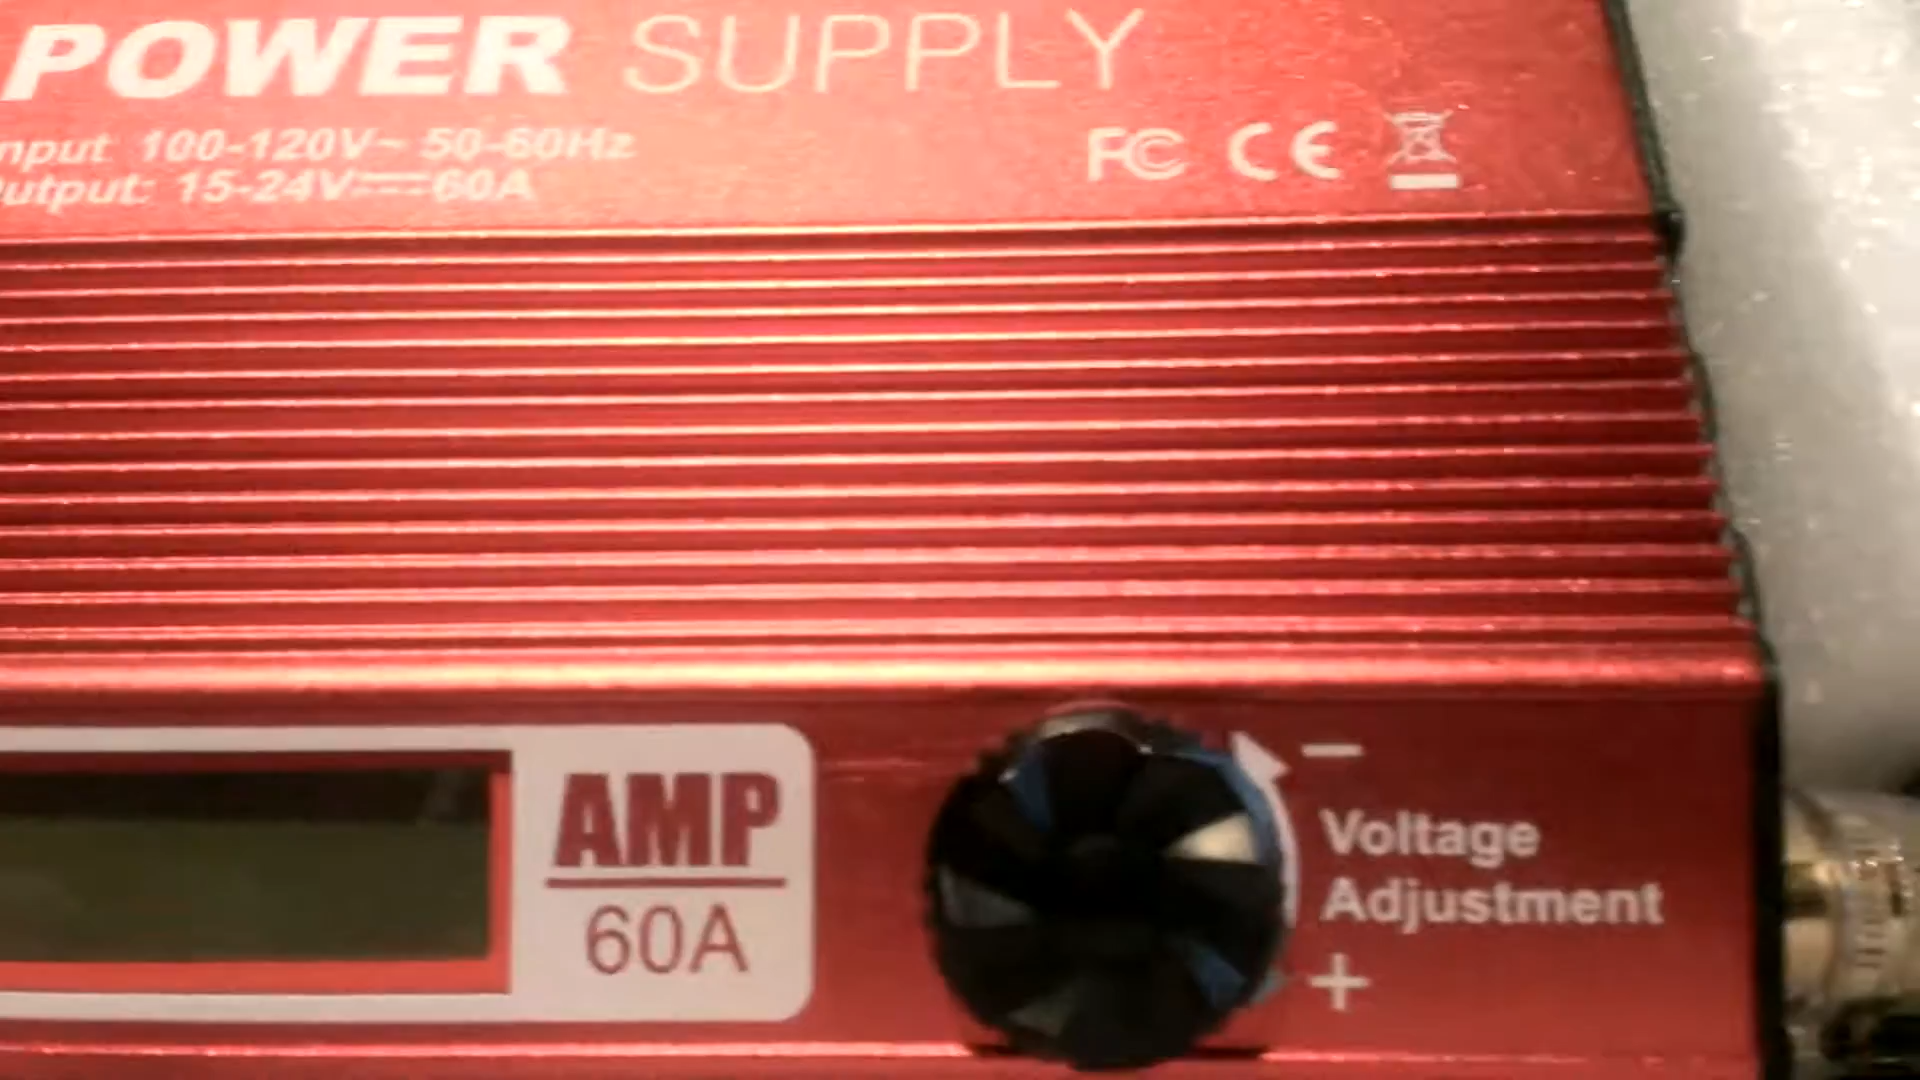 POWER SUPPLY
nput 100-120V~ 50-60Hz
utput: 15-24V⎓60A
FC CE
AMP
60A
−
Voltage
Adjustment
+